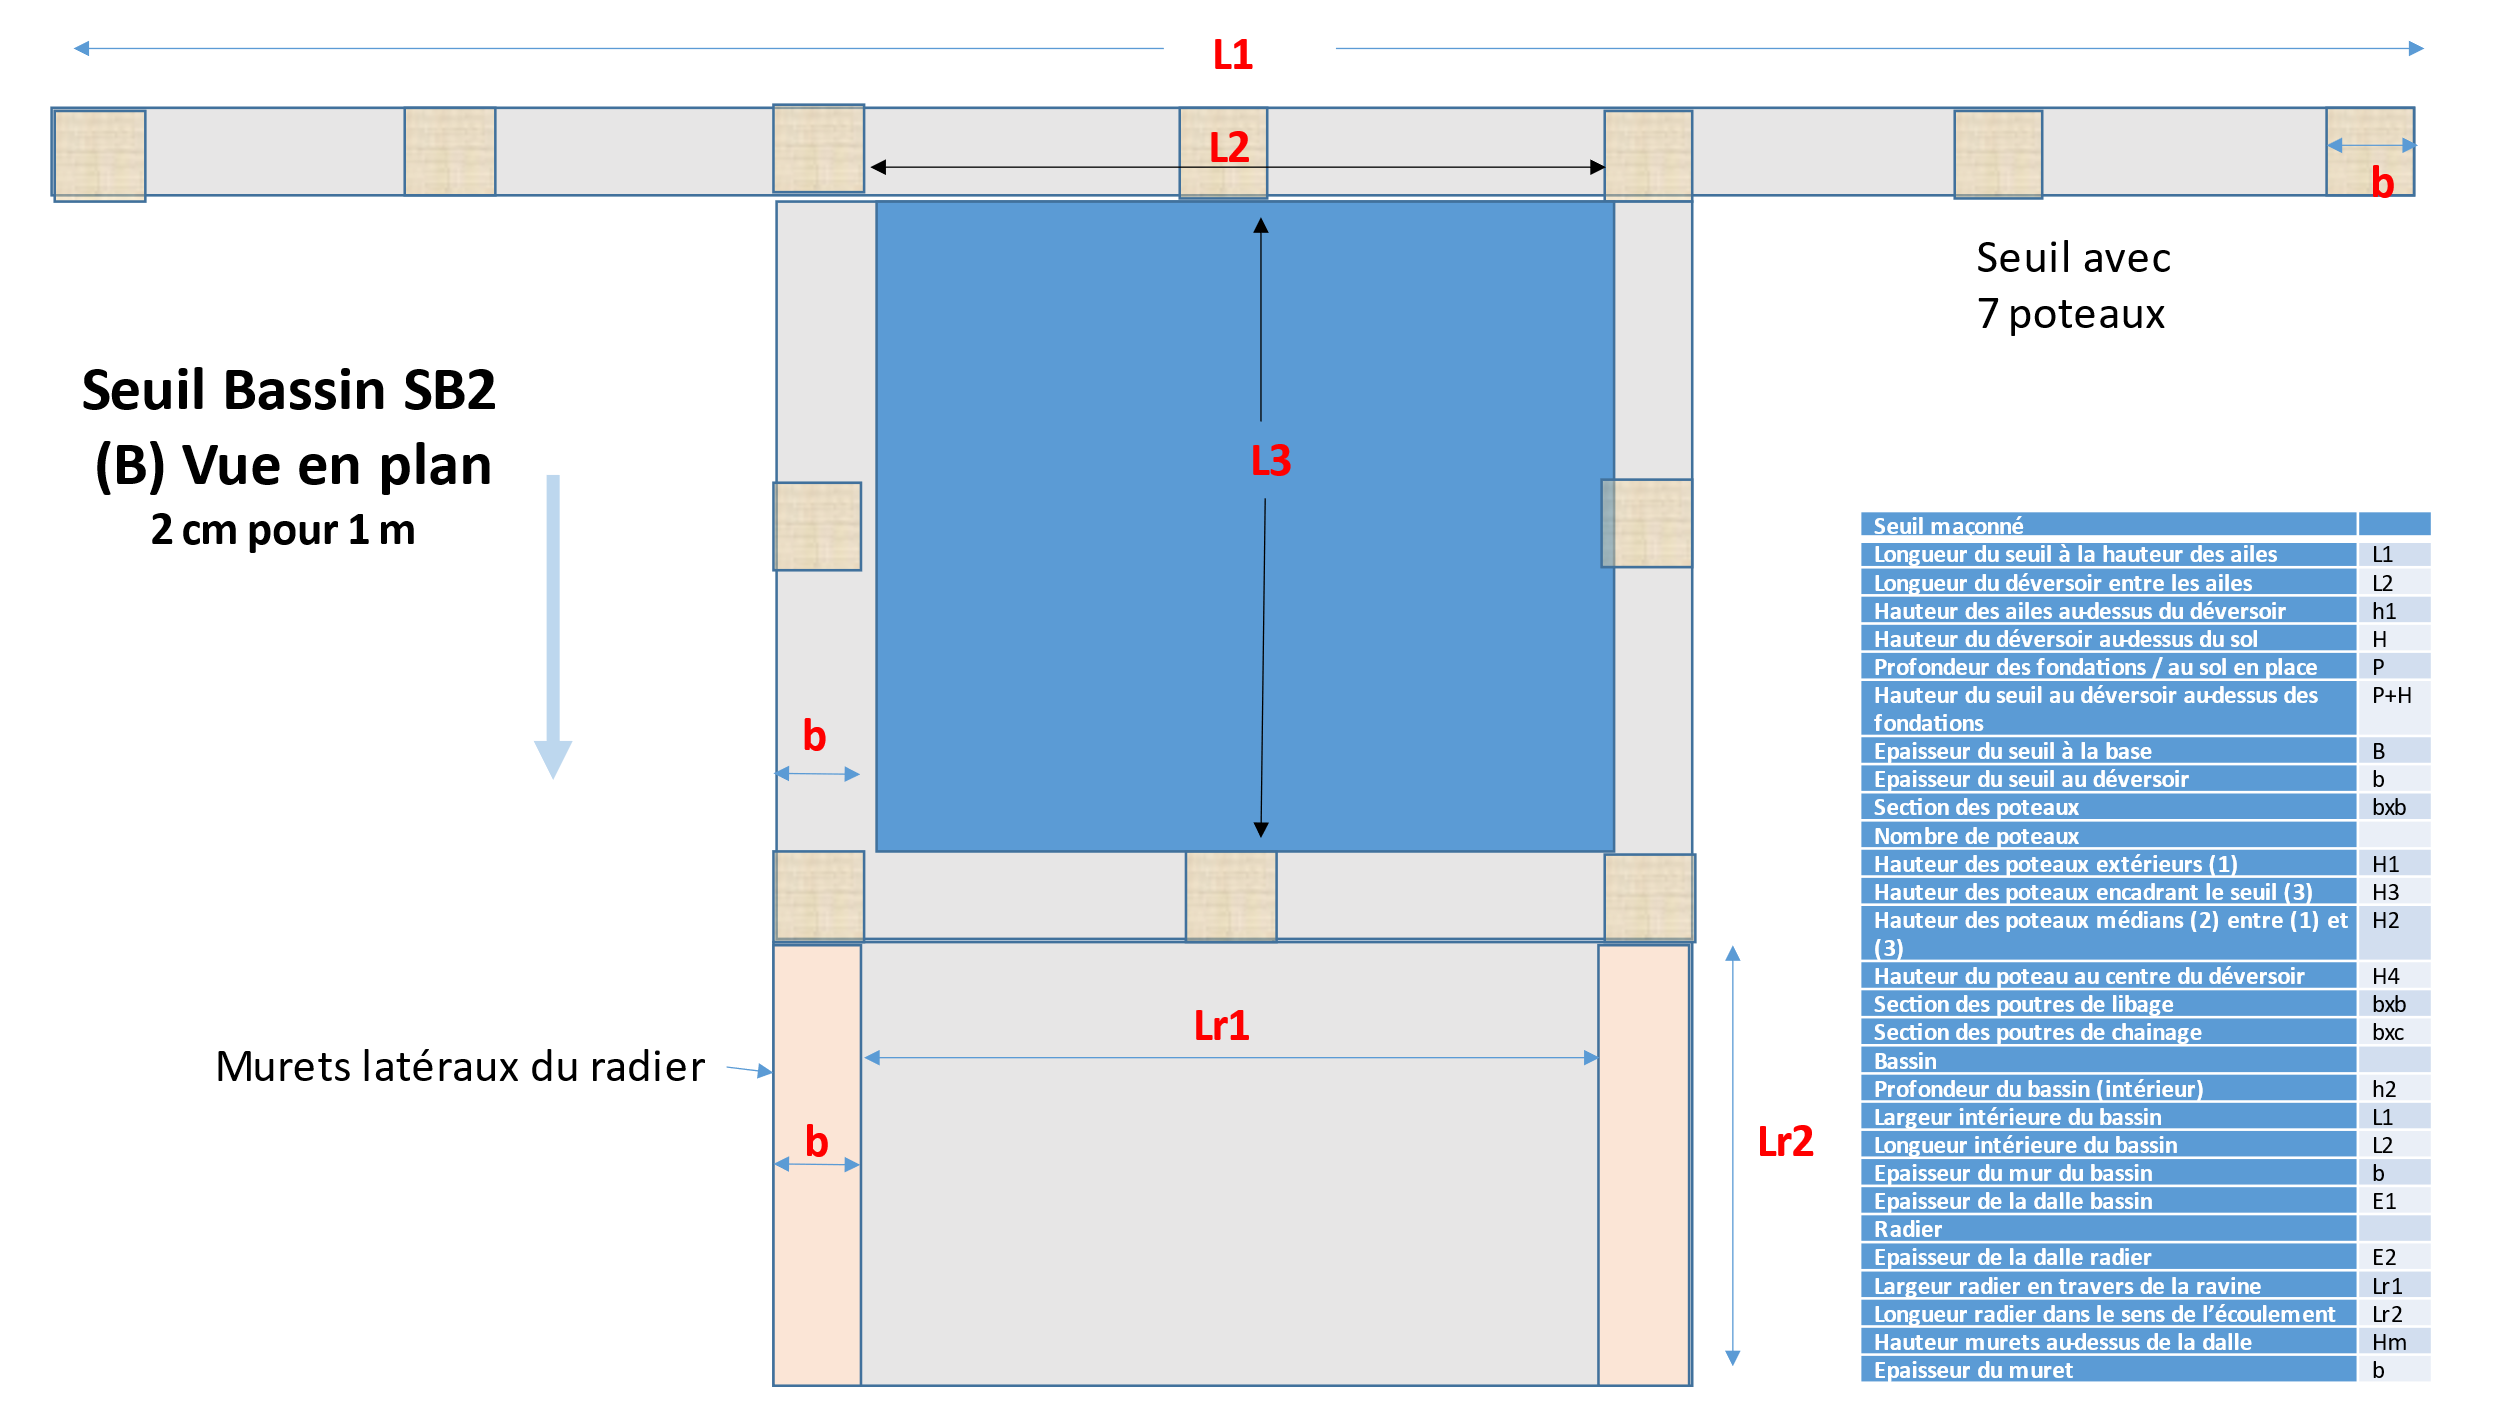 L1
L2
b
Seuil avec
7 poteaux
Seuil Bassin SB2
(B) Vue en plan
2 cm pour 1 m
L3
b
Lr1
Murets latéraux du radier
b
Lr2
Seuil maçonné
Longueur du seuil à la hauteur des ailes L1
Longueur du déversoir entre les ailes L2
Hauteur des ailes au-dessus du déversoir h1
Hauteur du déversoir au-dessus du sol H
Profondeur des fondations / au sol en place P
Hauteur du seuil au déversoir au-dessus des P+H
fondations
Epaisseur du seuil à la base B
Epaisseur du seuil au déversoir b
Section des poteaux bxb
Nombre de poteaux
Hauteur des poteaux extérieurs (1) H1
Hauteur des poteaux encadrant le seuil (3) H3
Hauteur des poteaux médians (2) entre (1) et H2
(3)
Hauteur du poteau au centre du déversoir H4
Section des poutres de libage bxb
Section des poutres de chainage bxc
Bassin
Profondeur du bassin (intérieur) h2
Largeur intérieure du bassin L1
Longueur intérieure du bassin L2
Epaisseur du mur du bassin b
Epaisseur de la dalle bassin E1
Radier
Epaisseur de la dalle radier E2
Largeur radier en travers de la ravine Lr1
Longueur radier dans le sens de l’écoulement Lr2
Hauteur murets au-dessus de la dalle Hm
Epaisseur du muret b